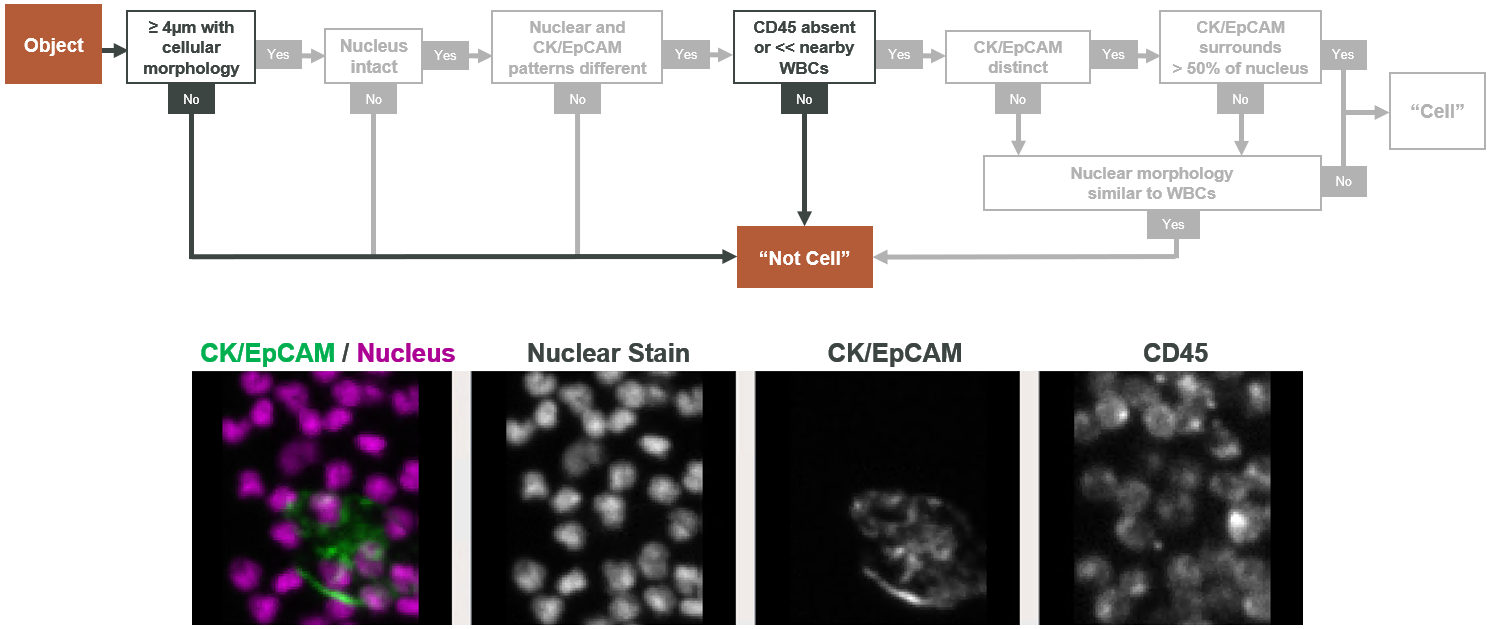 Object
≥ 4µm with
cellular
morphology
Yes
No
Nucleus
intact
Yes
No
Nuclear and
CK/EpCAM
patterns different
Yes
No
CD45 absent
or << nearby
WBCs
Yes
No
CK/EpCAM
distinct
Yes
No
CK/EpCAM
surrounds
> 50% of nucleus
Yes
No
“Cell”
Nuclear morphology
similar to WBCs
No
Yes
“Not Cell”
CK/EpCAM / Nucleus
Nuclear Stain
CK/EpCAM
CD45